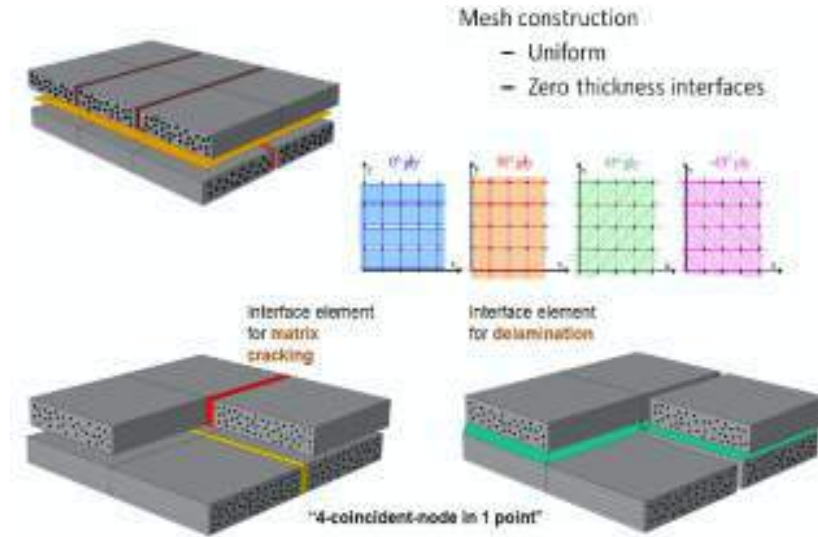 Mesh construction
– Uniform
– Zero thickness interfaces
0° ply
90° ply
45° ply
-45° ply
Interface element
for matrix
cracking
Interface element
for delamination
"4-coincident-node in 1 point"